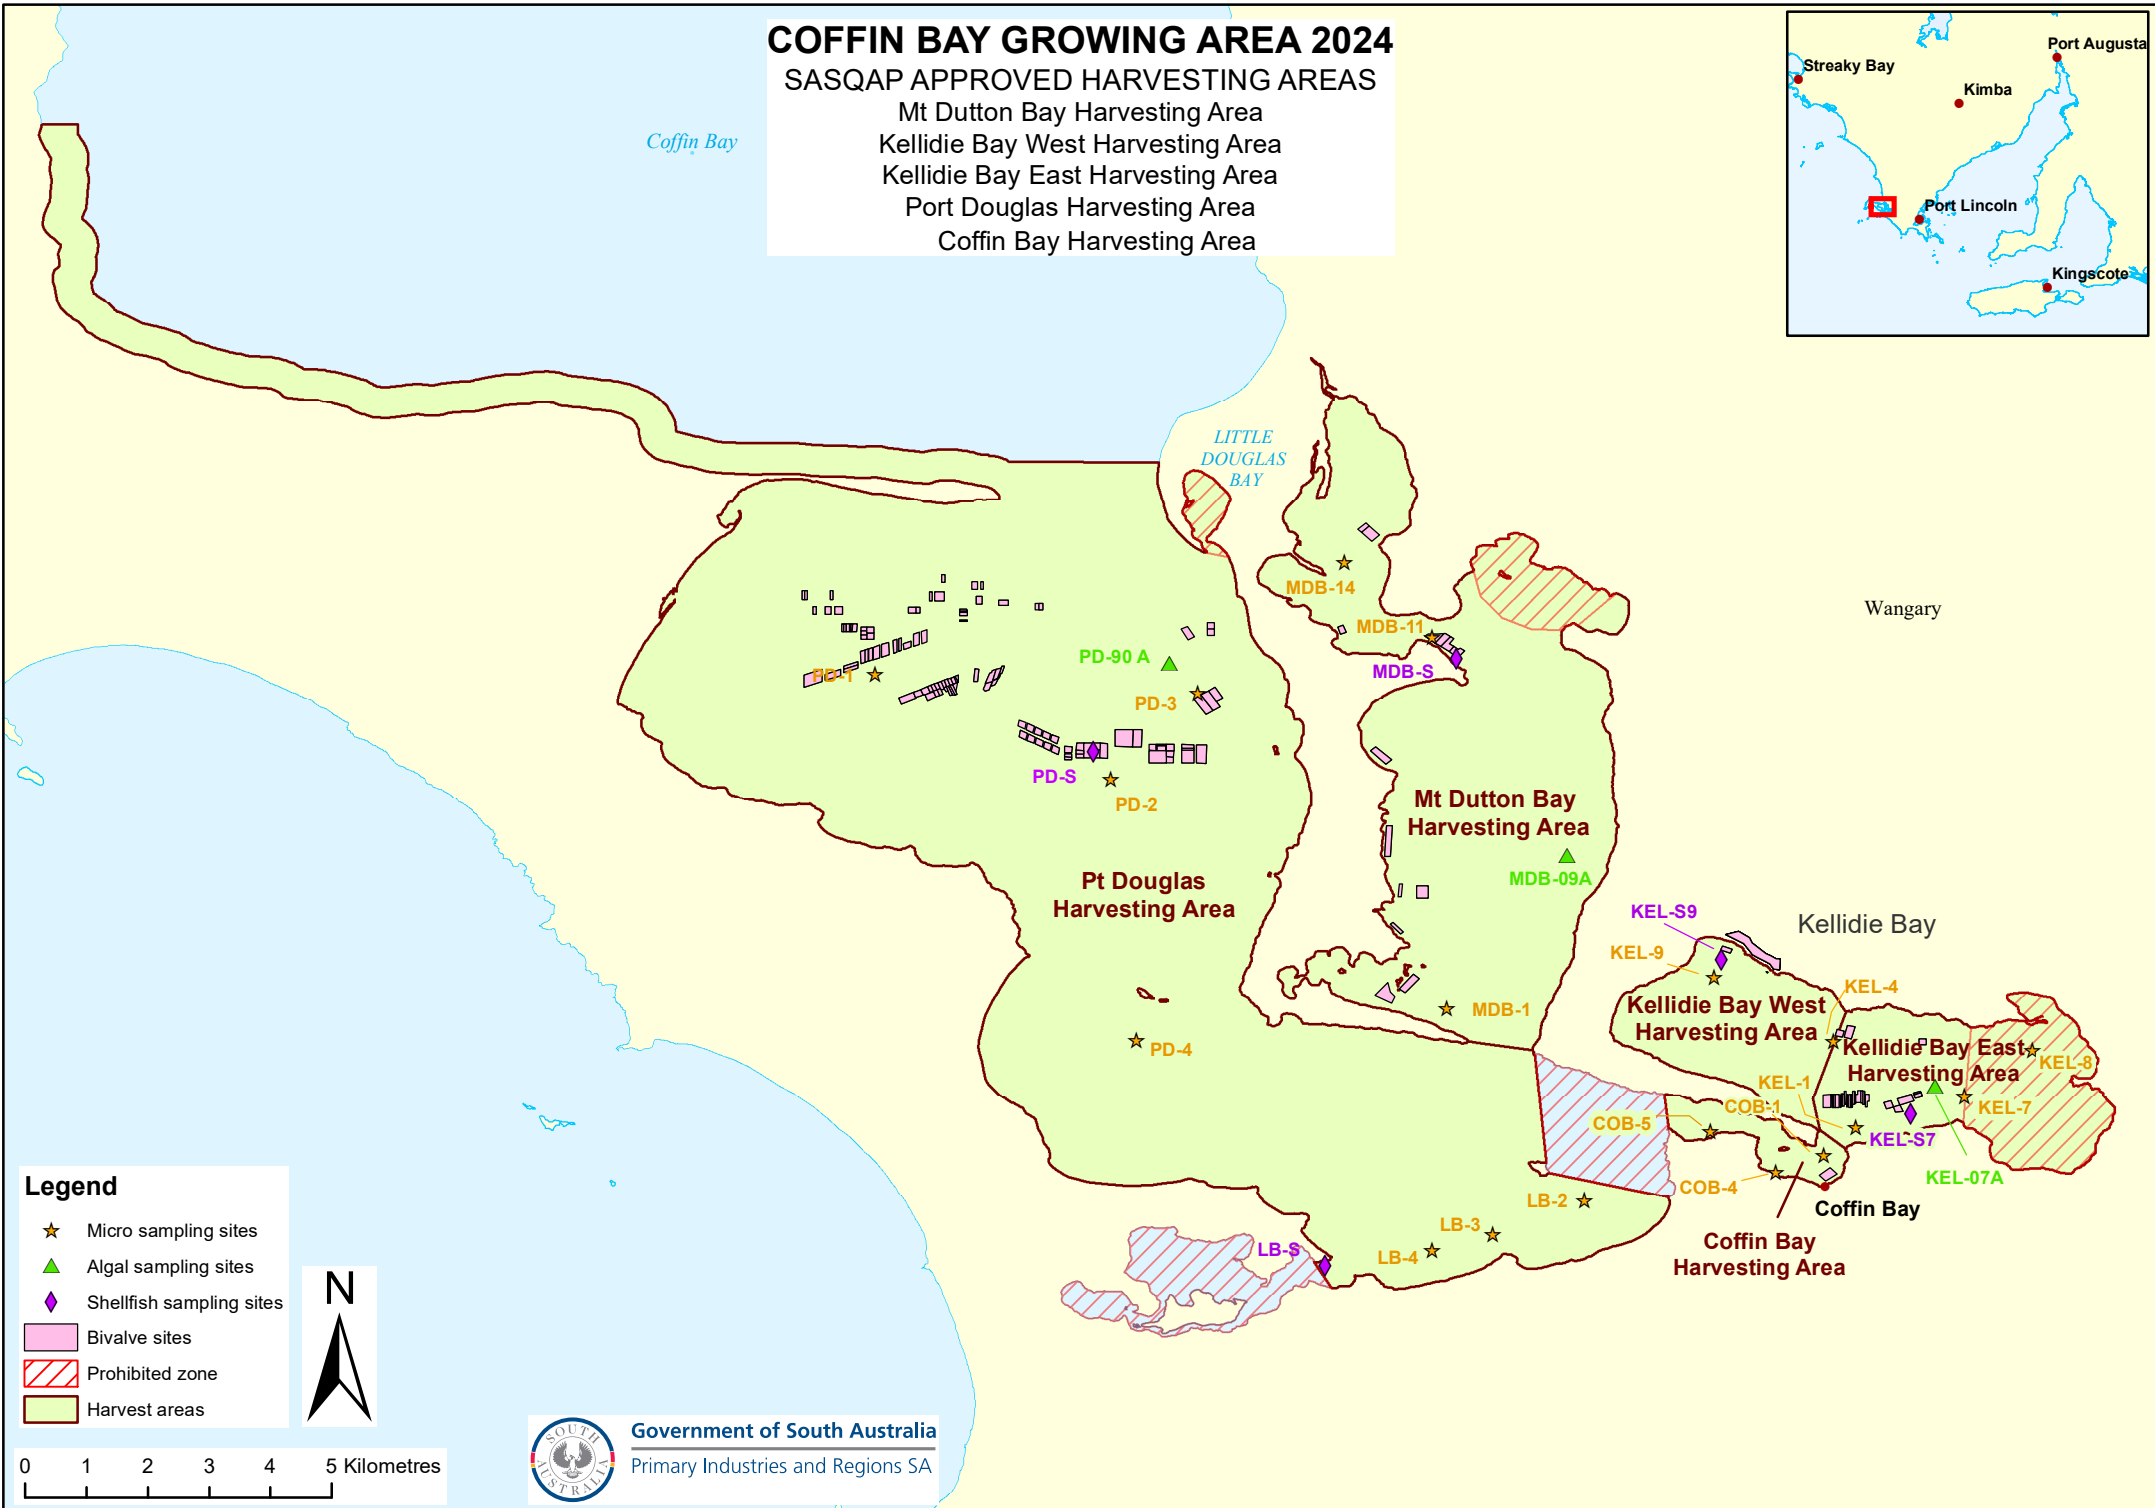 COFFIN BAY GROWING AREA 2024
SASQAP APPROVED HARVESTING AREAS
Mt Dutton Bay Harvesting Area
Kellidie Bay West Harvesting Area
Kellidie Bay East Harvesting Area
Port Douglas Harvesting Area
Coffin Bay Harvesting Area
Port Augusta
Streaky Bay
Kimba
Port Lincoln
Kingscote
Coffin Bay
LITTLE
DOUGLAS
BAY
Wangary
MDB-14
MDB-11
MDB-S
PD-90 A
PD-1
PD-3
PD-S
PD-2
Mt Dutton Bay
Harvesting Area
MDB-09A
Pt Douglas
Harvesting Area
KEL-S9
Kellidie Bay
KEL-9
KEL-4
Kellidie Bay West
Harvesting Area
MDB-1
PD-4
Kellidie Bay East
Harvesting Area
KEL-8
KEL-1
COB-1
KEL-7
COB-5
KEL-S7
KEL-07A
COB-4
LB-2
Coffin Bay
LB-3
LB-4
LB-S
Coffin Bay
Harvesting Area
Legend
Micro sampling sites
Algal sampling sites
Shellfish sampling sites
Bivalve sites
Prohibited zone
Harvest areas
N
0 1 2 3 4 5 Kilometres
SOUTH AUSTRALIA
Government of South Australia
Primary Industries and Regions SA